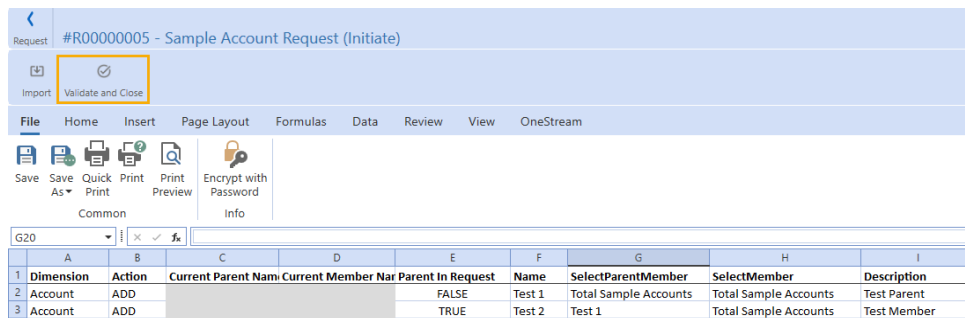 #R00000005 - Sample Account Request (Initiate)
Request
Import Validate and Close
File Home Insert Page Layout Formulas Data Review View OneStream
Save Save As Quick Print Print Print Preview Encrypt with Password
Common Info
G20 fx
A B C D E F G H I
1 Dimension Action Current Parent Nam Current Member Nar Parent In Request Name SelectParentMember SelectMember Description
2 Account ADD FALSE Test 1 Total Sample Accounts Total Sample Accounts Test Parent
3 Account ADD TRUE Test 2 Test 1 Total Sample Accounts Test Member